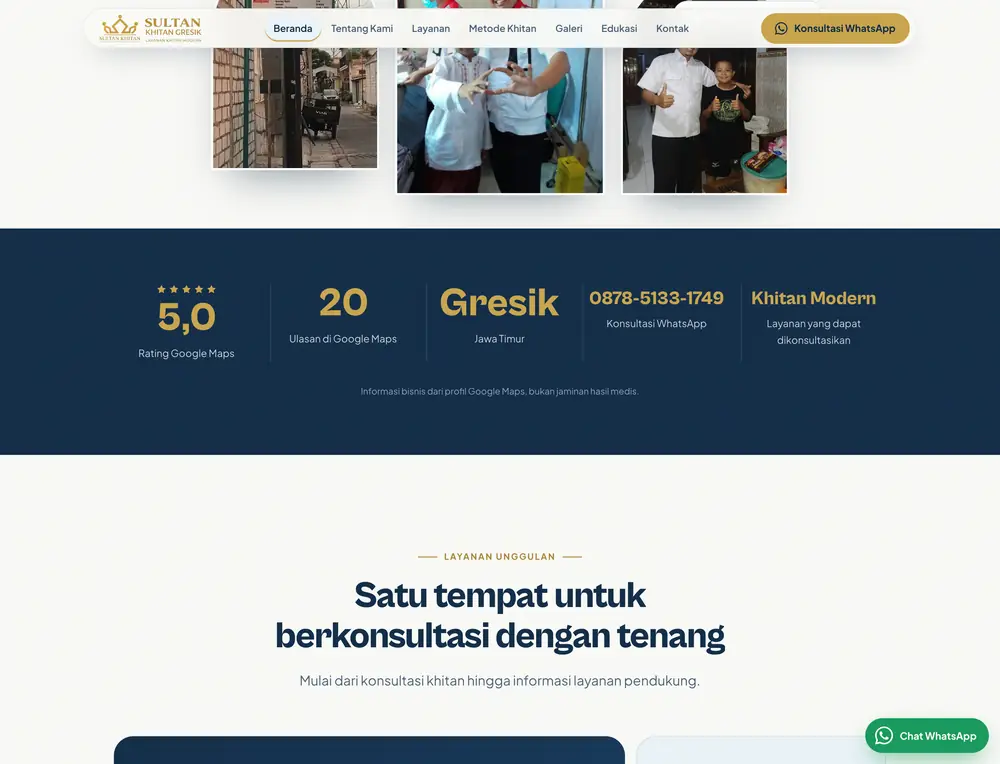 SULTAN
KHITAN GRESIK
LAYANAN KHITAN MODERN
SULTAN KHITAN
Beranda
Tentang Kami
Layanan
Metode Khitan
Galeri
Edukasi
Kontak
Konsultasi WhatsApp
5,0
Rating Google Maps
20
Ulasan di Google Maps
Gresik
Jawa Timur
0878-5133-1749
Konsultasi WhatsApp
Khitan Modern
Layanan yang dapat
dikonsultasikan
Informasi bisnis dari profil Google Maps, bukan jaminan hasil medis.
LAYANAN UNGGULAN
Satu tempat untuk
berkonsultasi dengan tenang
Mulai dari konsultasi khitan hingga informasi layanan pendukung.
Chat WhatsApp